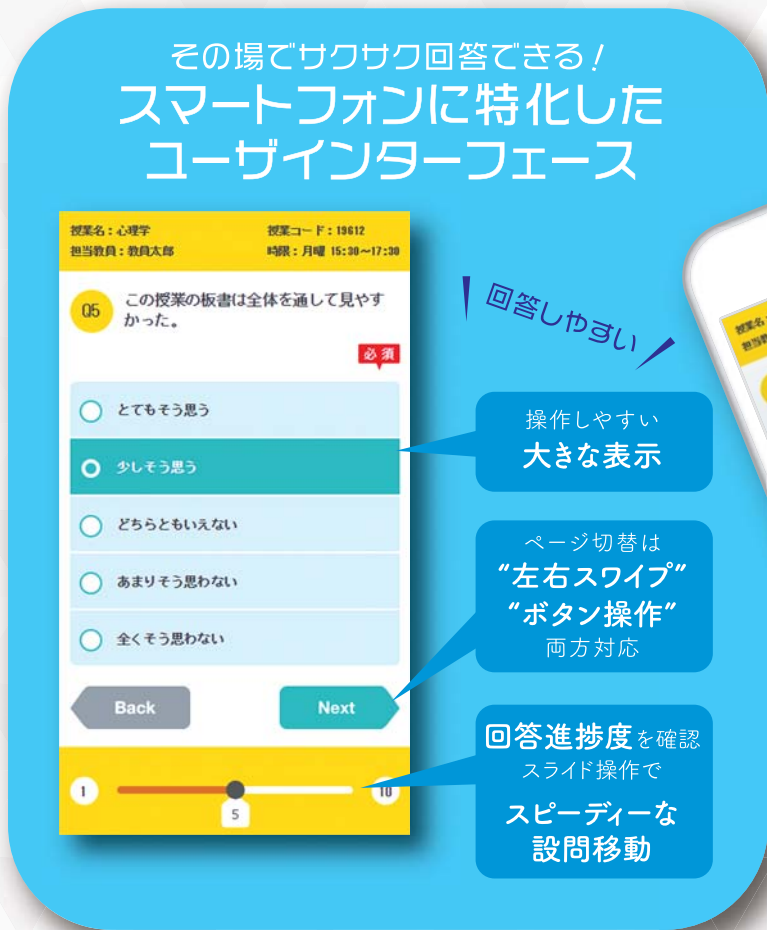 その場でサクサク回答できる!
スマートフォンに特化した
ユーザインターフェース
授業名:心理学
授業コード:19612
担当教員:教員太郎
時限:月曜 15:30~17:30
Q5
この授業の板書は全体を通して見やす
かった。
必須
とてもそう思う
少しそう思う
どちらともいえない
あまりそう思わない
全くそう思わない
Back
Next
1
5
10
回答しやすい
操作しやすい
大きな表示
ページ切替は
“左右スワイプ”
“ボタン操作”
両方対応
回答進捗度を確認
スライド操作で
スピーディーな
設問移動